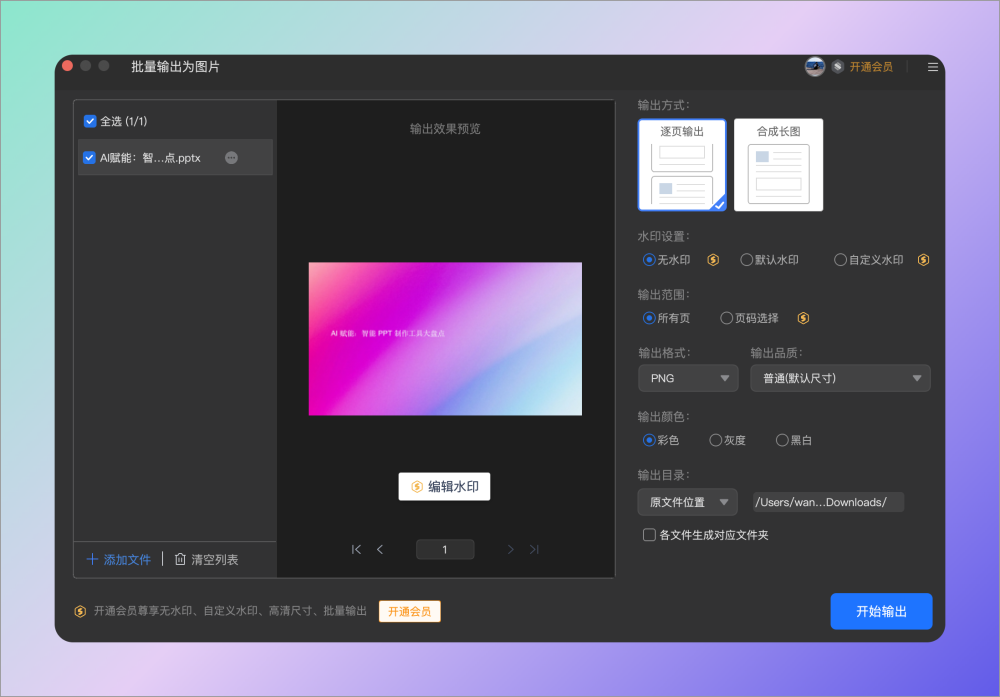 批量输出为图片
开通会员
全选 (1/1)
AI赋能：智...点.pptx
输出效果预览
AI 赋能：智能 PPT 制作工具大盘点
编辑水印
1
添加文件
清空列表
输出方式：
逐页输出
合成长图
水印设置：
无水印
默认水印
自定义水印
输出范围：
所有页
页码选择
输出格式：
输出品质：
PNG
普通(默认尺寸)
输出颜色：
彩色
灰度
黑白
输出目录：
原文件位置
/Users/wan...Downloads/
各文件生成对应文件夹
开通会员尊享无水印、自定义水印、高清尺寸、批量输出
开通会员
开始输出